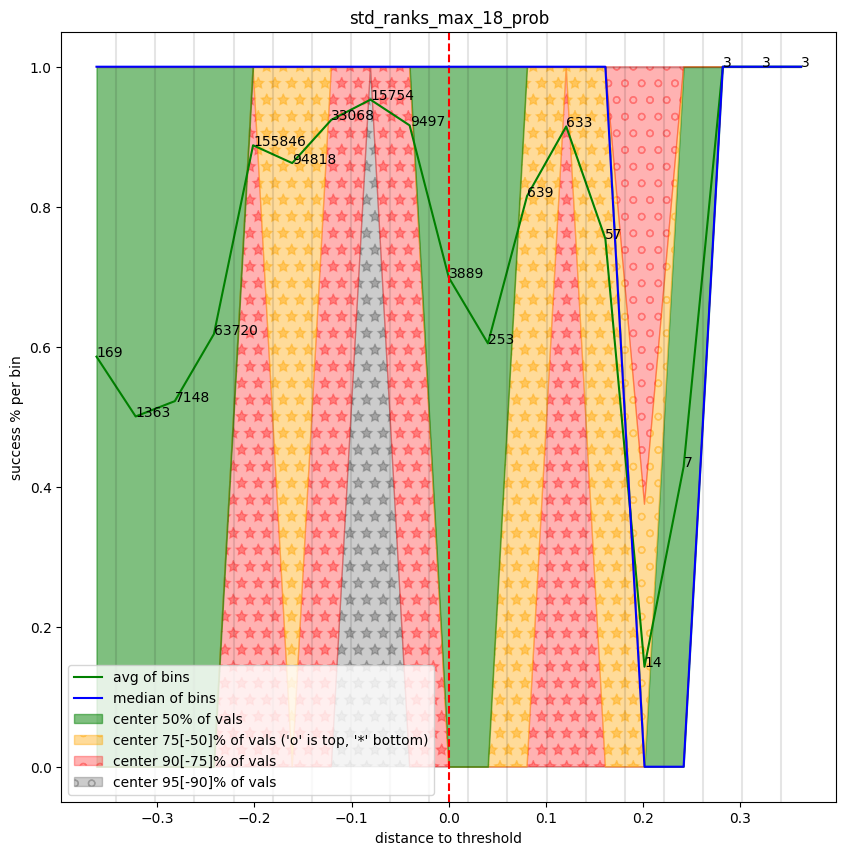 std_ranks_max_18_prob
success % per bin
1.0
0.8
0.6
0.4
0.2
0.0
169
1363
7148
63720
155846
94818
33068
15754
9497
3889
253
639
633
57
14
7
3
3
3
avg of bins
median of bins
center 50% of vals
center 75[-50]% of vals ('o' is top, '*' bottom)
center 90[-75]% of vals
center 95[-90]% of vals
−0.3 −0.2 −0.1 0.0 0.1 0.2 0.3
distance to threshold